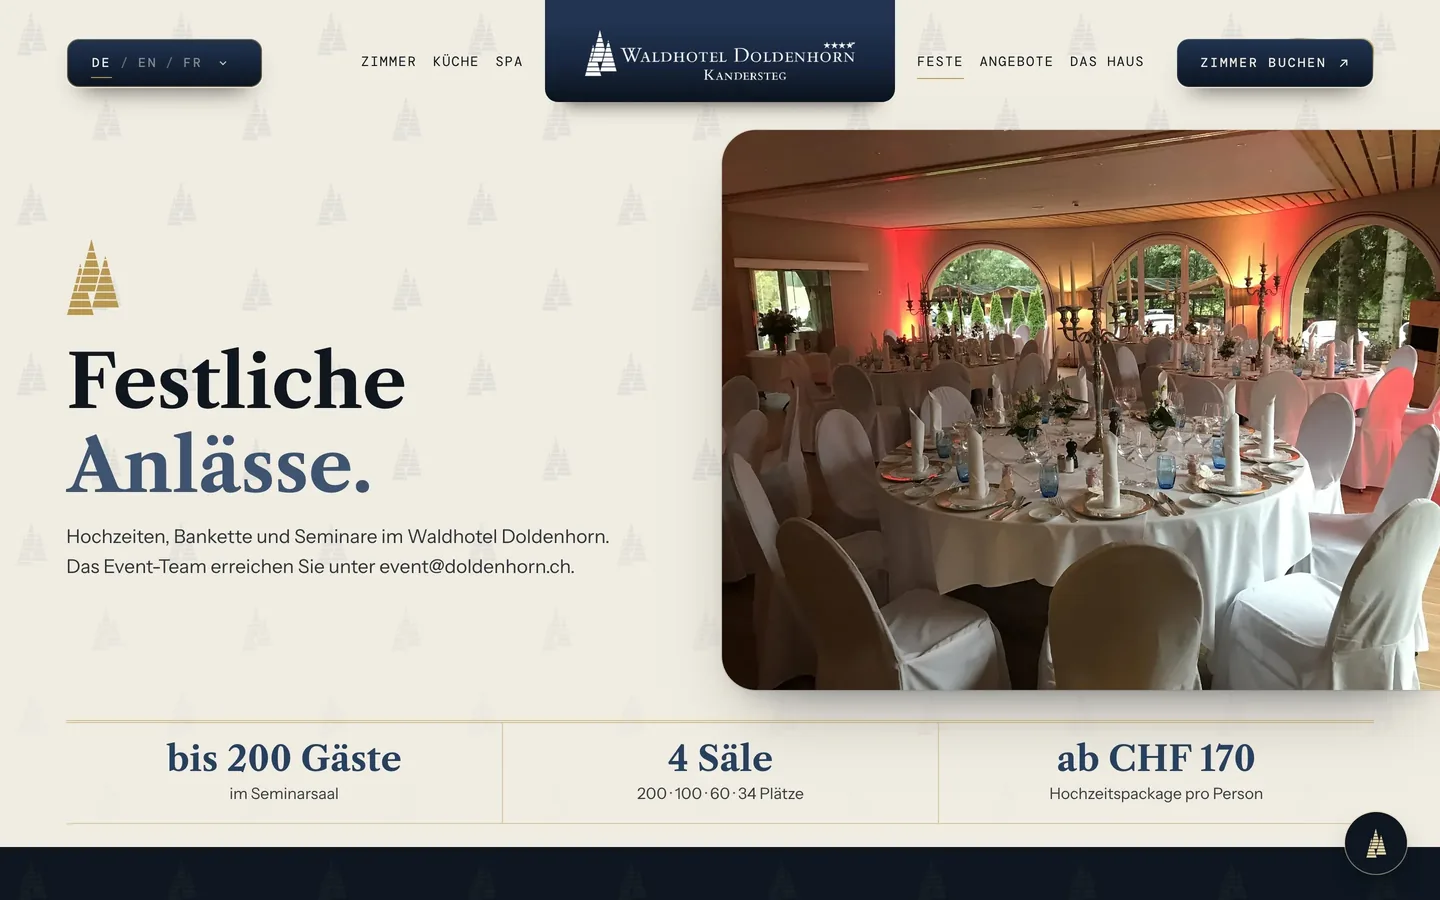 DE / EN / FR
ZIMMER KÜCHE SPA
WALDHOTEL DOLDENHORN
KANDERSTEG
FESTE ANGEBOTE DAS HAUS
ZIMMER BUCHEN ↗
Festliche
Anlässe.
Hochzeiten, Bankette und Seminare im Waldhotel Doldenhorn.
Das Event-Team erreichen Sie unter event@doldenhorn.ch.
bis 200 Gäste
im Seminarsaal
4 Säle
200 · 100 · 60 · 34 Plätze
ab CHF 170
Hochzeitspackage pro Person